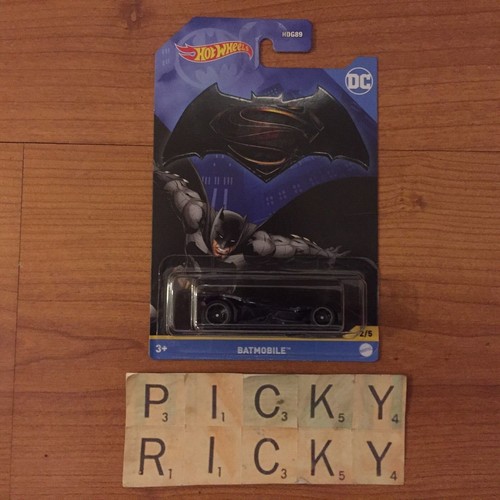 HDG89
HOT WHEELS
DC
2/5
3+
BATMOBILE™
P3 I1 C3 K5 Y4
R1 I1 C3 K5 Y4